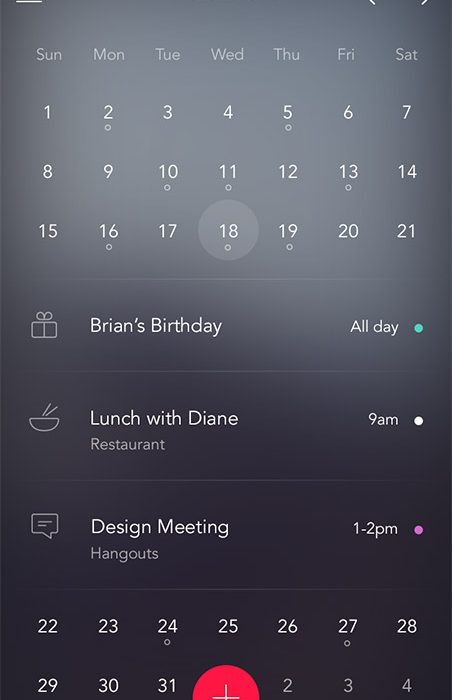 Sun Mon Tue Wed Thu Fri Sat
1 2 3 4 5 6 7
8 9 10 11 12 13 14
15 16 17 18 19 20 21
Brian's Birthday All day
Lunch with Diane 9am
Restaurant
Design Meeting 1-2pm
Hangouts
22 23 24 25 26 27 28
29 30 31 2 3 4